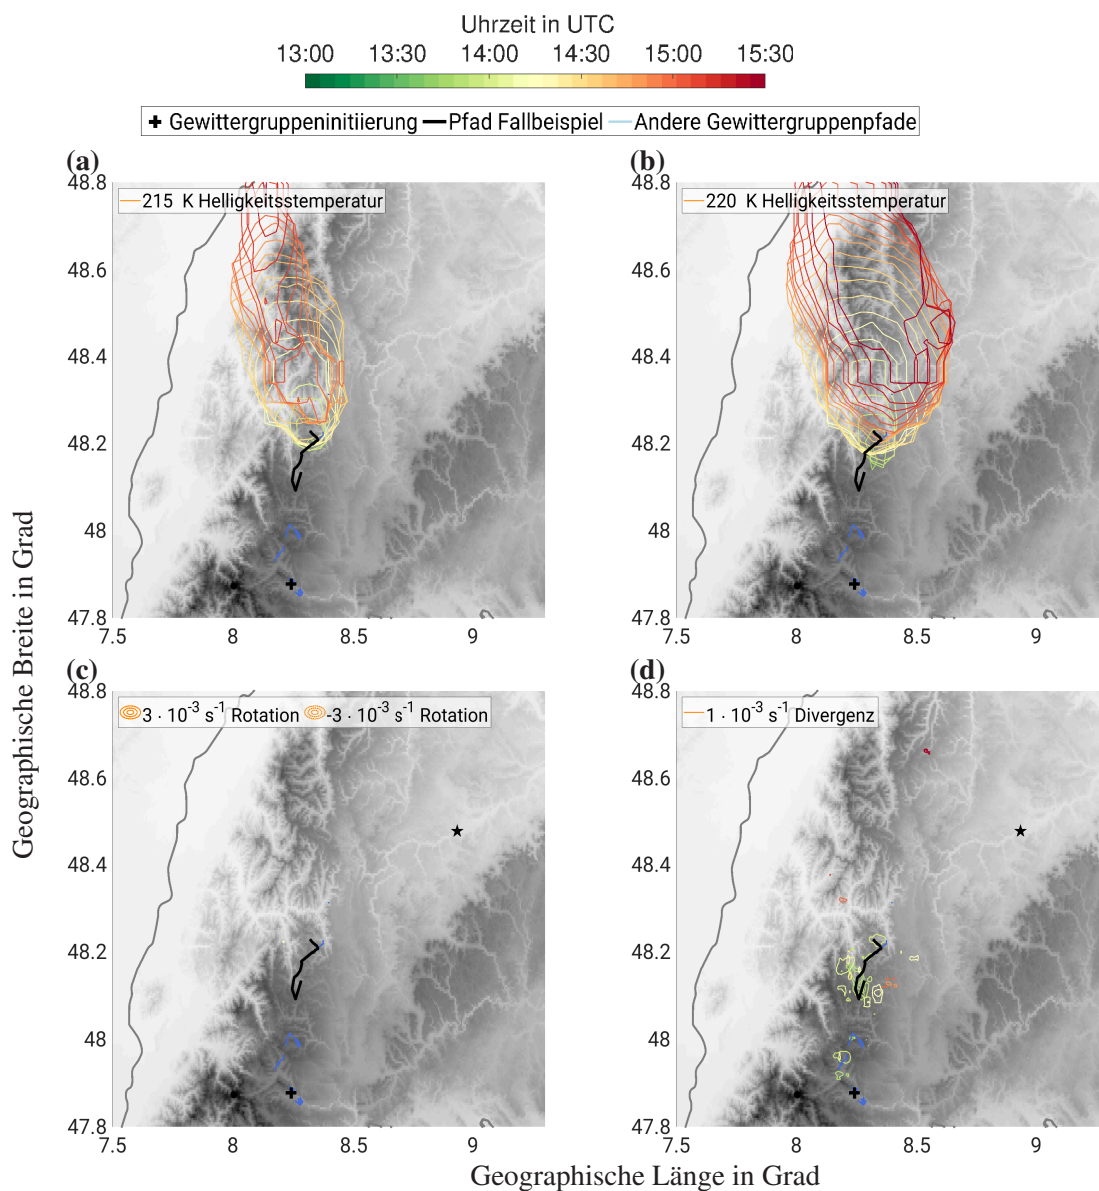 Uhrzeit in UTC
13:00 13:30 14:00 14:30 15:00 15:30
Gewittergruppeninitiierung Pfad Fallbeispiel Andere Gewittergruppenpfade
(a) (b)
215 K Helligkeitsstemperatur
220 K Helligkeitsstemperatur
48.8
48.6
48.4
48.2
48
47.8
7.5 8 8.5 9
48.8
48.6
48.4
48.2
48
47.8
7.5 8 8.5 9
(c) (d)
3 · 10⁻³ s⁻¹ Rotation -3 · 10⁻³ s⁻¹ Rotation
1 · 10⁻³ s⁻¹ Divergenz
48.8
48.6
48.4
48.2
48
47.8
7.5 8 8.5 9
48.8
48.6
48.4
48.2
48
47.8
7.5 8 8.5 9
Geographische Breite in Grad
Geographische Länge in Grad